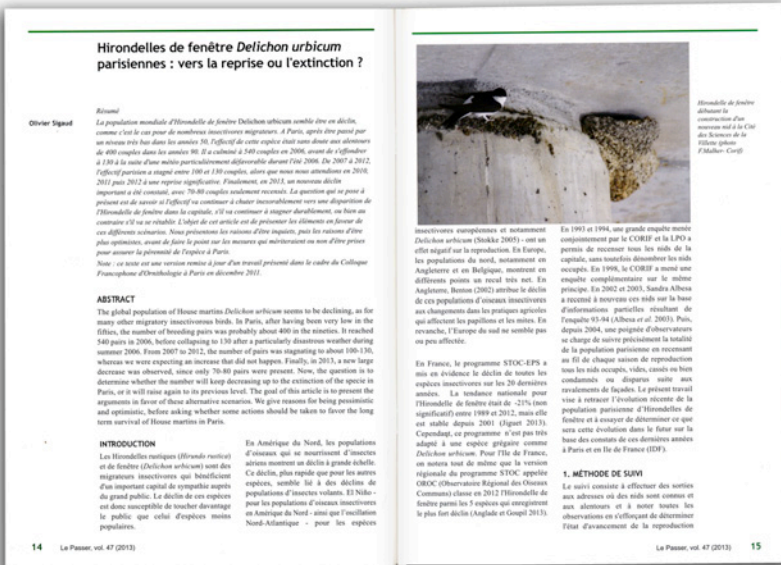 Hirondelles de fenêtre Delichon urbicum
parisiennes : vers la reprise ou l'extinction ?
Olivier Sigaud
Résumé
La population mondiale d'Hirondelle de fenêtre Delichon urbicum semble être en déclin,
comme c'est le cas pour de nombreux insectivores migrateurs. A Paris, après être passé par
un niveau très bas dans les années 50, l'effectif de cette espèce était sans doute aux alentours
de 400 couples dans les années 90. Il a culminé à 540 couples en 2006, avant de s'effondrer
à 130 à la suite d'une météo particulièrement défavorable durant l'été 2006. De 2007 à 2012,
l'effectif parisien a stagné entre 100 et 130 couples, alors que nous nous attendions en 2010,
2011 puis 2012 à une reprise significative. Finalement, en 2013, un nouveau déclin
important a été constaté, avec 70-80 couples seulement recensés. La question qui se pose à
présent est de savoir si l'effectif va continuer à chuter inexorablement vers une disparition de
l'Hirondelle de fenêtre dans la capitale, s'il va continuer à stagner durablement, ou bien au
contraire s'il va se rétablir. L'objet de cet article est de présenter les éléments en faveur de
ces différents scénarios. Nous présentons les raisons d'être inquiets, puis les raisons d'être
plus optimistes, avant de faire le point sur les mesures qui mériteraient ou non d'être prises
pour assurer la pérennité de l'espèce à Paris.
Note : ce texte est une version remise à jour d'un travail présenté dans le cadre du Colloque
Francophone d'Ornithologie à Paris en décembre 2011.
ABSTRACT
The global population of House martins Delichon urbicum seems to be declining, as for
many other migratory insectivorous birds. In Paris, after having been very low in the
fifties, the number of breeding pairs was probably about 400 in the nineties. It reached
540 pairs in 2006, before collapsing to 130 after a particularly disastrous weather during
summer 2006. From 2007 to 2012, the number of pairs was stagnating to about 100-130,
whereas we were expecting an increase that did not happen. Finally, in 2013, a new large
decrease was observed, since only 70-80 pairs were present. Now, the question is to
determine whether the number will keep decreasing up to the extinction of the specie in
Paris, or it will raise again to its previous level. The goal of this article is to present the
arguments in favor of these alternative scenarios. We give reasons for being pessimistic
and optimistic, before asking whether some actions should be taken to favor the long
term survival of House martins in Paris.
INTRODUCTION
Les Hirondelles rustiques (Hirundo rustica)
et de fenêtre (Delichon urbicum) sont des
migrateurs insectivores qui bénéficient
d'un important capital de sympathie auprès
du grand public. Le déclin de ces espèces
est donc susceptible de toucher davantage
le public que celui d'espèces moins
populaires.
En Amérique du Nord, les populations
d'oiseaux qui se nourrissent d'insectes
aériens montrent un déclin à grande échelle.
Ce déclin, plus rapide que pour les autres
espèces, semble lié à des déclins de
populations d'insectes volants. El Niño -
pour les populations d'oiseaux insectivores
en Amérique du Nord - ainsi que l'oscillation
Nord-Atlantique - pour les espèces
14 Le Passer, vol. 47 (2013)
Hirondelle de fenêtre
débutant la
construction d'un
nouveau nid à la Cité
des Sciences de la
Villette (photo
F.Malher- Corif)
insectivores européennes et notamment
Delichon urbicum (Stokke 2005) - ont un
effet négatif sur la reproduction. En Europe,
les populations du nord, notamment en
Angleterre et en Belgique, montrent en
différents points un recul très net. En
Angleterre, Benton (2002) attribue le déclin
de ces populations d'oiseaux insectivores
aux changements dans les pratiques agricoles
qui affectent les papillons et les mites. En
revanche, l'Europe du sud ne semble pas
ou peu affectée.
En France, le programme STOC-EPS a
mis en évidence le déclin de toutes les
espèces insectivores sur les 20 dernières
années. La tendance nationale pour
l'Hirondelle de fenêtre était de -21% (non
significatif) entre 1989 et 2012, mais elle
est stable depuis 2001 (Jiguet 2013).
Cependant, ce programme n'est pas très
adapté à une espèce grégaire comme
Delichon urbicum. Pour l'Ile de France,
on notera tout de même que la version
régionale du programme STOC appelée
OROC (Observatoire Régional des Oiseaux
Communs) classe en 2012 l'Hirondelle de
fenêtre parmi les 5 espèces qui enregistrent
le plus fort déclin (Anglade et Goupil 2013).
En 1993 et 1994, une grande enquête menée
conjointement par le CORIF et la LPO a
permis de recenser tous les nids de la
capitale, sans toutefois dénombrer les nids
occupés. En 1998, le CORIF a mené une
enquête complémentaire sur le même
principe. En 2002 et 2003, Sandra Albesa
a recensé à nouveau ces nids sur la base
d'informations partielles résultant de
l'enquête 93-94 (Albesa et al. 2003). Puis,
depuis 2004, une poignée d'observateurs
se charge de suivre précisément la totalité
de la population parisienne en recensant
au fil de chaque saison de reproduction
tous les nids occupés, vides, cassés ou bien
condamnés ou disparus suite aux
ravalements de façades. Le présent travail
vise à retracer l'évolution récente de la
population parisienne d'Hirondelles de
fenêtre et à essayer de déterminer ce que
sera cette évolution dans le futur sur la
base des constats de ces dernières années
à Paris et en Ile de France (IDF).
1. MÉTHODE DE SUIVI
Le suivi consiste à effectuer des sorties
aux adresses où des nids sont connus et
aux alentours et à noter toutes les
observations en s'efforçant de déterminer
l'état d'avancement de la reproduction
Le Passer, vol. 47 (2013) 15